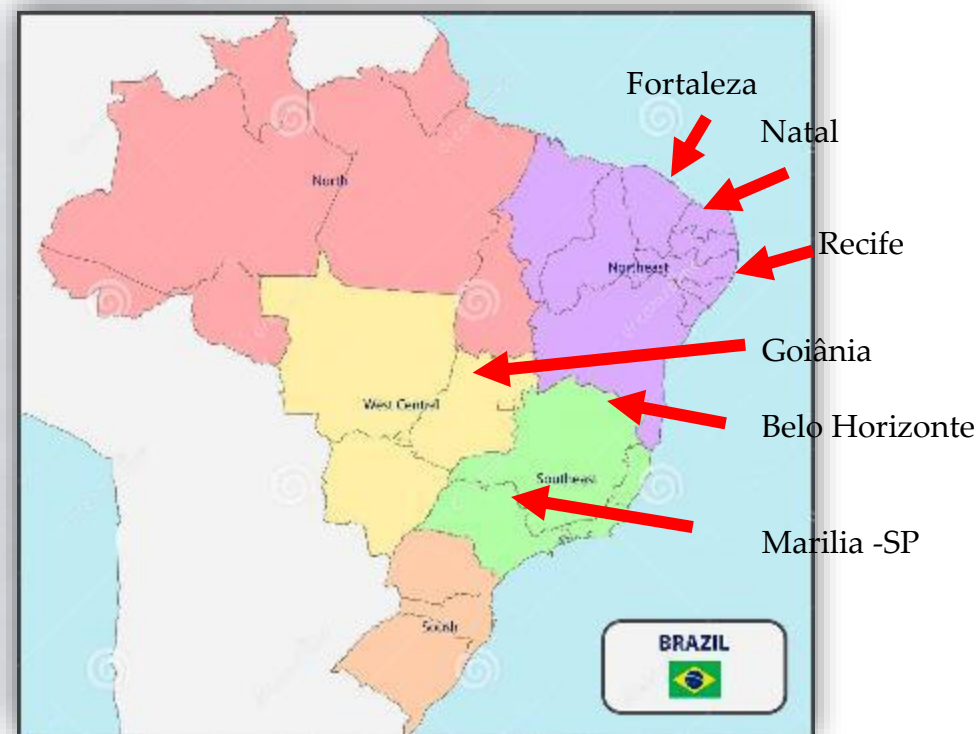 Fortaleza
Natal
North
Recife
Northeast
Goiânia
West Central
Belo Horizonte
Southeast
Marilia -SP
South
BRAZIL